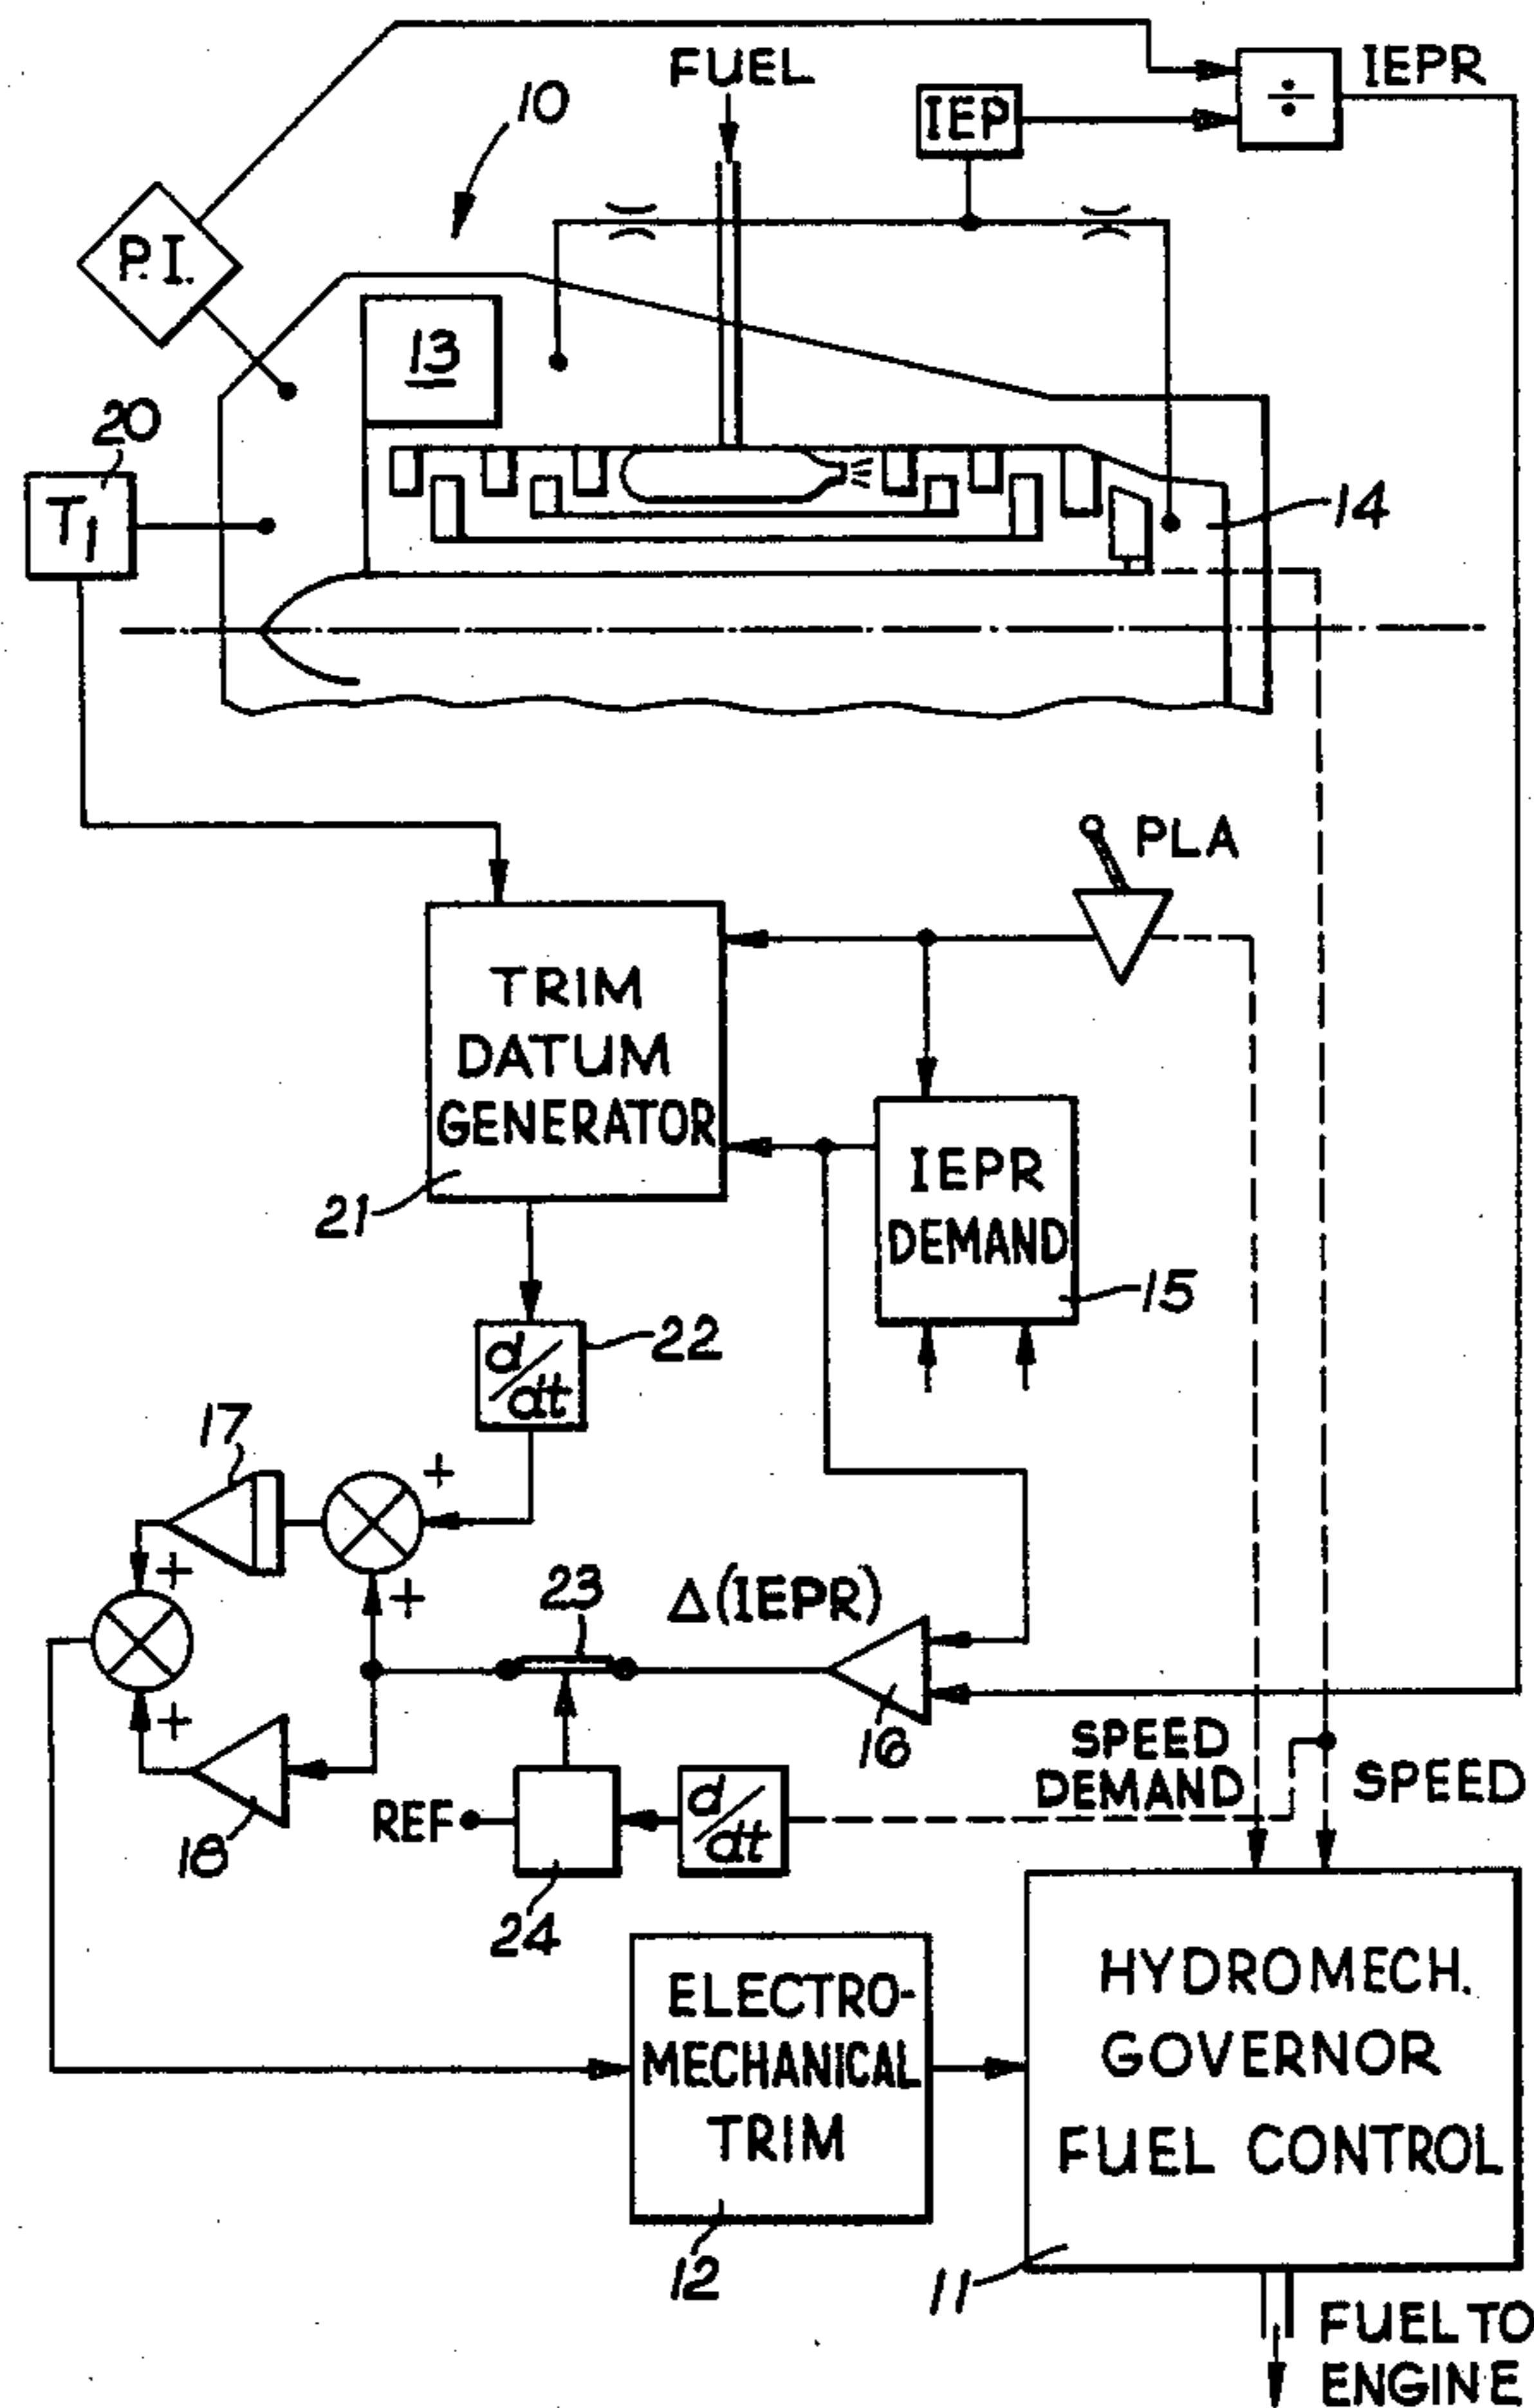 FUEL
IEPR
10
IEP
÷
P.I.
13
20
T1
14
PLA
TRIM
DATUM
GENERATOR
21
IEPR
DEMAND
15
d/dt
22
17
+
+
+
23
Δ(IEPR)
+
16
18
SPEED
DEMAND
SPEED
REF
d/dt
24
ELECTRO-
MECHANICAL
TRIM
12
HYDROMECH.
GOVERNOR
FUEL CONTROL
11
FUEL TO
ENGINE